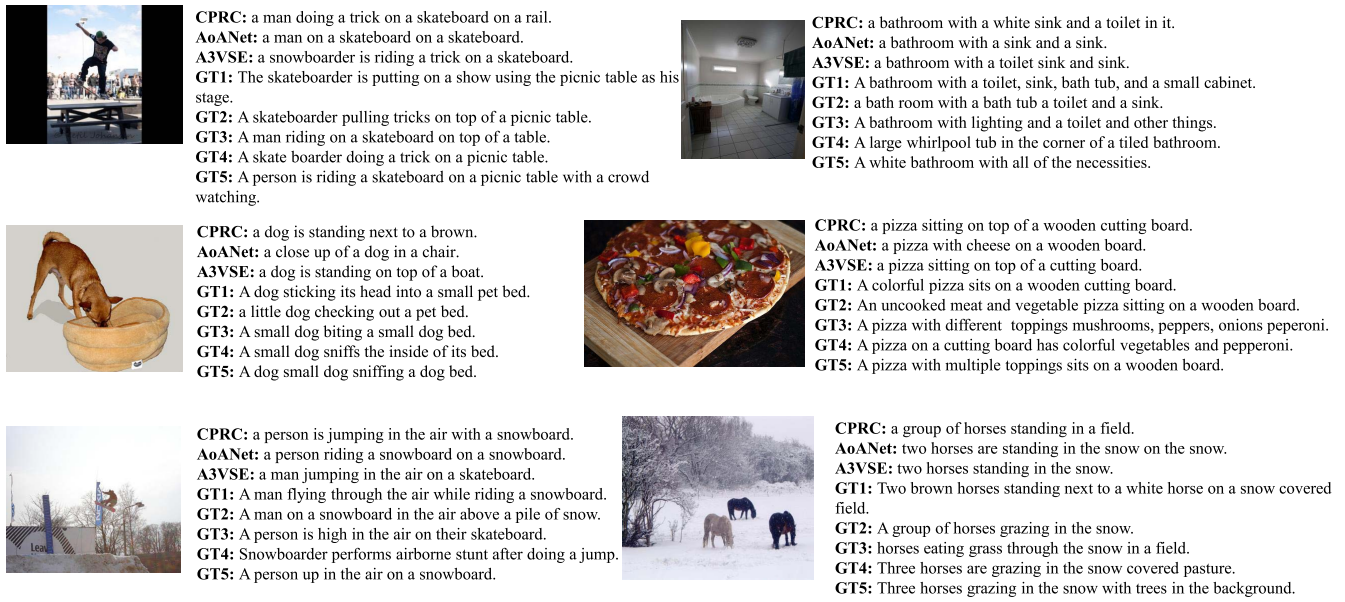 CPRC: a man doing a trick on a skateboard on a rail.
AoANet: a man on a skateboard on a skateboard.
A3VSE: a snowboarder is riding a trick on a skateboard.
GT1: The skateboarder is putting on a show using the picnic table as his
stage.
GT2: A skateboarder pulling tricks on top of a picnic table.
GT3: A man riding on a skateboard on top of a table.
GT4: A skate boarder doing a trick on a picnic table.
GT5: A person is riding a skateboard on a picnic table with a crowd
watching.
CPRC: a bathroom with a white sink and a toilet in it.
AoANet: a bathroom with a sink and a sink.
A3VSE: a bathroom with a toilet sink and sink.
GT1: A bathroom with a toilet, sink, bath tub, and a small cabinet.
GT2: a bath room with a bath tub a toilet and a sink.
GT3: A bathroom with lighting and a toilet and other things.
GT4: A large whirlpool tub in the corner of a tiled bathroom.
GT5: A white bathroom with all of the necessities.
CPRC: a dog is standing next to a brown.
AoANet: a close up of a dog in a chair.
A3VSE: a dog is standing on top of a boat.
GT1: A dog sticking its head into a small pet bed.
GT2: a little dog checking out a pet bed.
GT3: A small dog biting a small dog bed.
GT4: A small dog sniffs the inside of its bed.
GT5: A dog small dog sniffing a dog bed.
CPRC: a pizza sitting on top of a wooden cutting board.
AoANet: a pizza with cheese on a wooden board.
A3VSE: a pizza sitting on top of a cutting board.
GT1: A colorful pizza sits on a wooden cutting board.
GT2: An uncooked meat and vegetable pizza sitting on a wooden board.
GT3: A pizza with different toppings mushrooms, peppers, onions peperoni.
GT4: A pizza on a cutting board has colorful vegetables and pepperoni.
GT5: A pizza with multiple toppings sits on a wooden board.
CPRC: a person is jumping in the air with a snowboard.
AoANet: a person riding a snowboard on a snowboard.
A3VSE: a man jumping in the air on a skateboard.
GT1: A man flying through the air while riding a snowboard.
GT2: A man on a snowboard in the air above a pile of snow.
GT3: A person is high in the air on their skateboard.
GT4: Snowboarder performs airborne stunt after doing a jump.
GT5: A person up in the air on a snowboard.
Lea
CPRC: a group of horses standing in a field.
AoANet: two horses are standing in the snow on the snow.
A3VSE: two horses standing in the snow.
GT1: Two brown horses standing next to a white horse on a snow covered
field.
GT2: A group of horses grazing in the snow.
GT3: horses eating grass through the snow in a field.
GT4: Three horses are grazing in the snow covered pasture.
GT5: Three horses grazing in the snow with trees in the background.